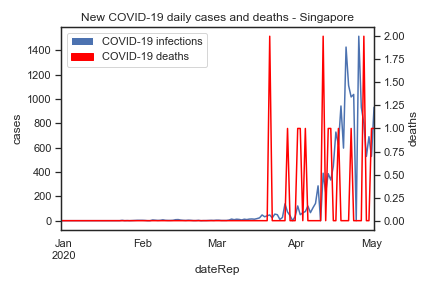 New COVID-19 daily cases and deaths - Singapore
COVID-19 infections
COVID-19 deaths
1400
1200
1000
800
600
400
200
0
cases
2.00
1.75
1.50
1.25
1.00
0.75
0.50
0.25
0.00
deaths
Jan Feb Mar Apr May
2020
dateRep